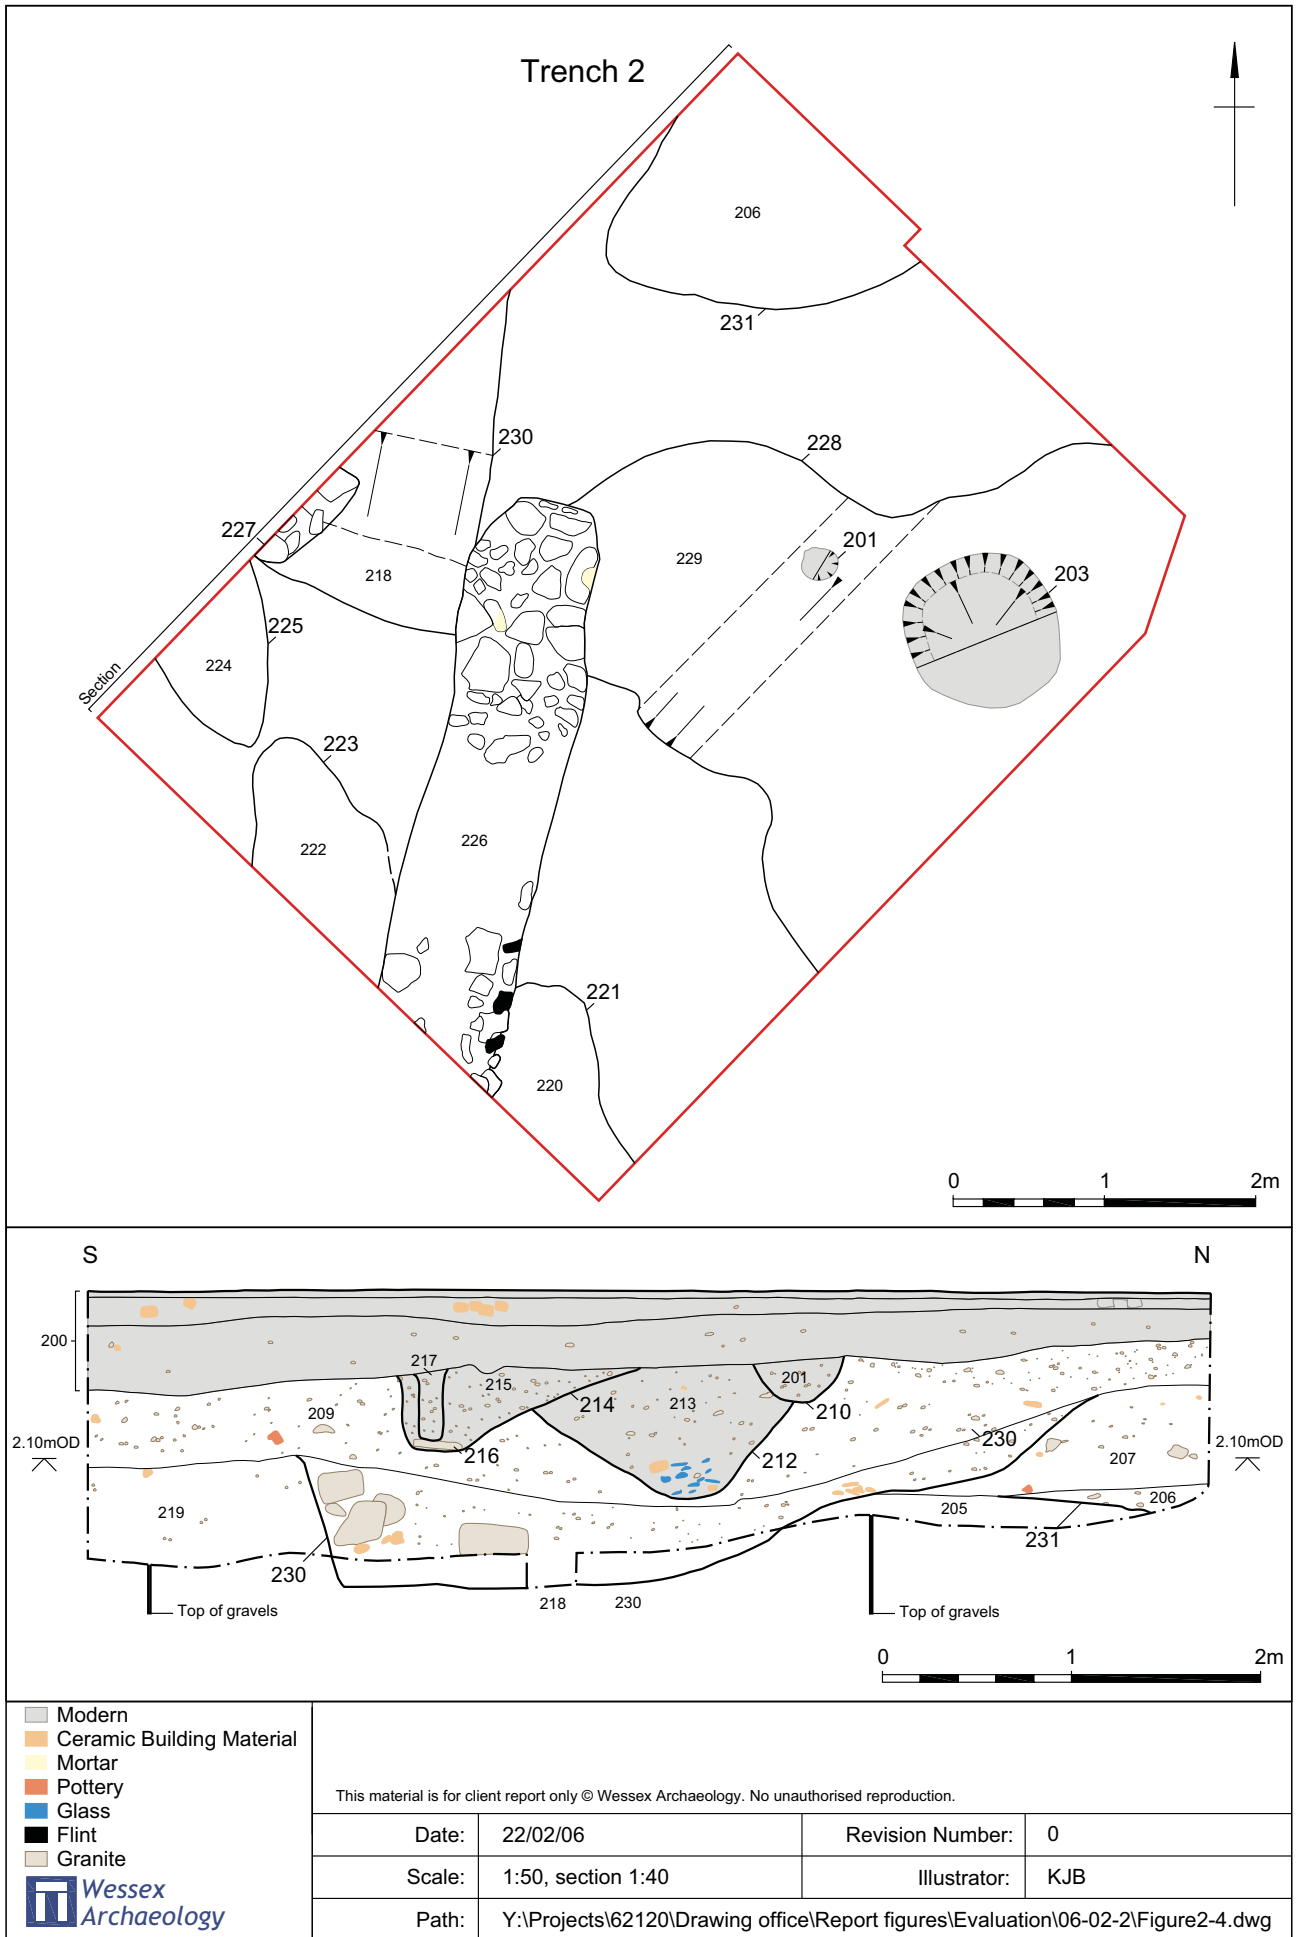 Trench 2
206
231
230
228
227
201
229
218
203
225
224
Section
223
226
222
221
220
0 1 2m
S N
200
217
215
201
214
213
209
210
2.10mOD
230
2.10mOD
216
212
207
219
205
206
231
230
218 230
Top of gravels
Top of gravels
0 1 2m
Modern
Ceramic Building Material
Mortar
Pottery
Glass
Flint
Granite
Wessex
Archaeology
This material is for client report only © Wessex Archaeology. No unauthorised reproduction.
Date: 22/02/06 Revision Number: 0
Scale: 1:50, section 1:40 Illustrator: KJB
Path: Y:\Projects\62120\Drawing office\Report figures\Evaluation\06-02-2\Figure2-4.dwg